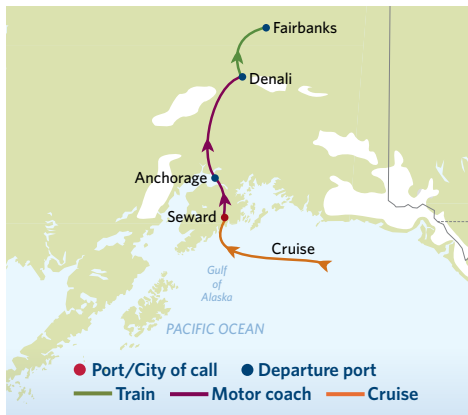 Fairbanks
Denali
Anchorage
Seward
Cruise
Gulf
of
Alaska
PACIFIC OCEAN
Port/City of call Departure port
Train Motor coach Cruise